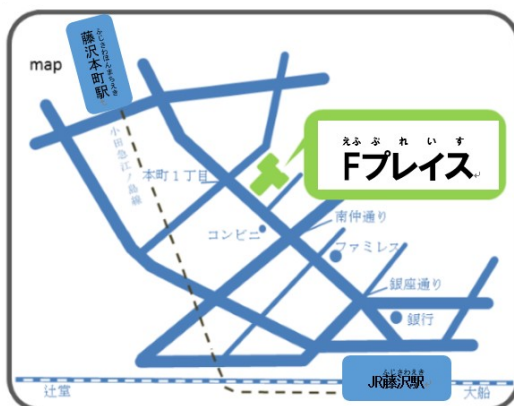 map
ふじさわほんまちえき
藤沢本町駅
小田急江ノ島線
本町1丁目
えふぷれいす
Fプレイス
コンビニ
南仲通り
ファミレス
銀座通り
銀行
ふじさわえき
JR藤沢駅
辻堂
大船